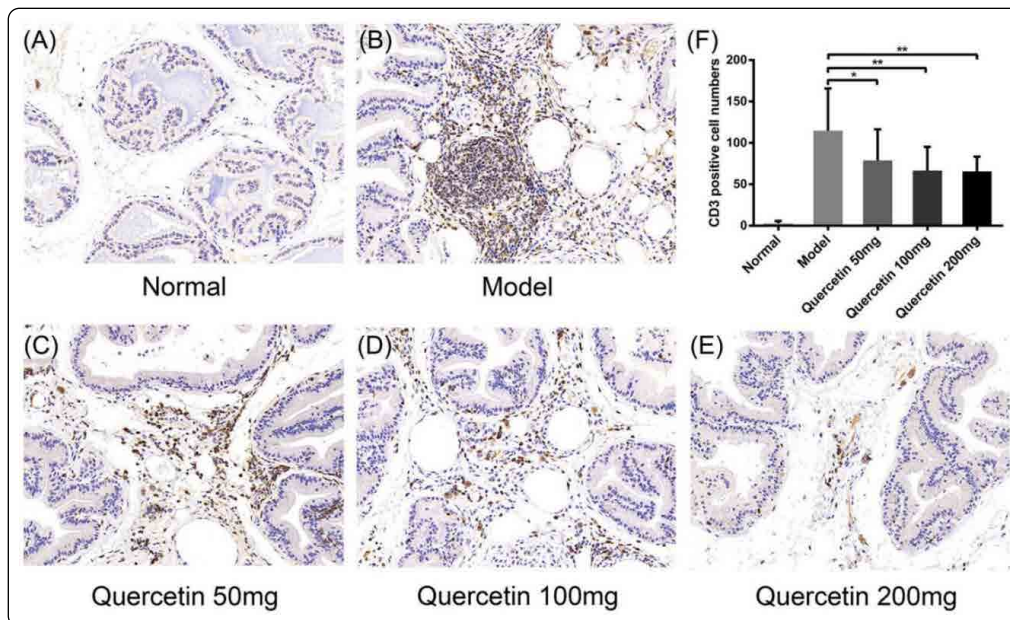 (A)
(B)
(F)
Normal
Model
CD3 positive cell numbers
200
150
100
50
0
**
**
*
Normal
Model
Quercetin 50mg
Quercetin 100mg
Quercetin 200mg
(C)
(D)
(E)
Quercetin 50mg
Quercetin 100mg
Quercetin 200mg